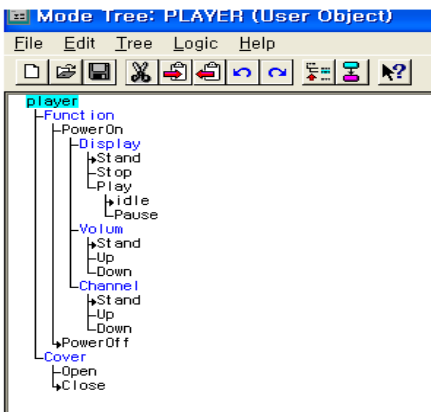 Mode Tree: PLAYER (User Object)
File Edit Tree Logic Help
player
Function
PowerOn
Display
Stand
Stop
Play
idle
Pause
Volum
Stand
Up
Down
Channel
Stand
Up
Down
PowerOff
Cover
Open
Close